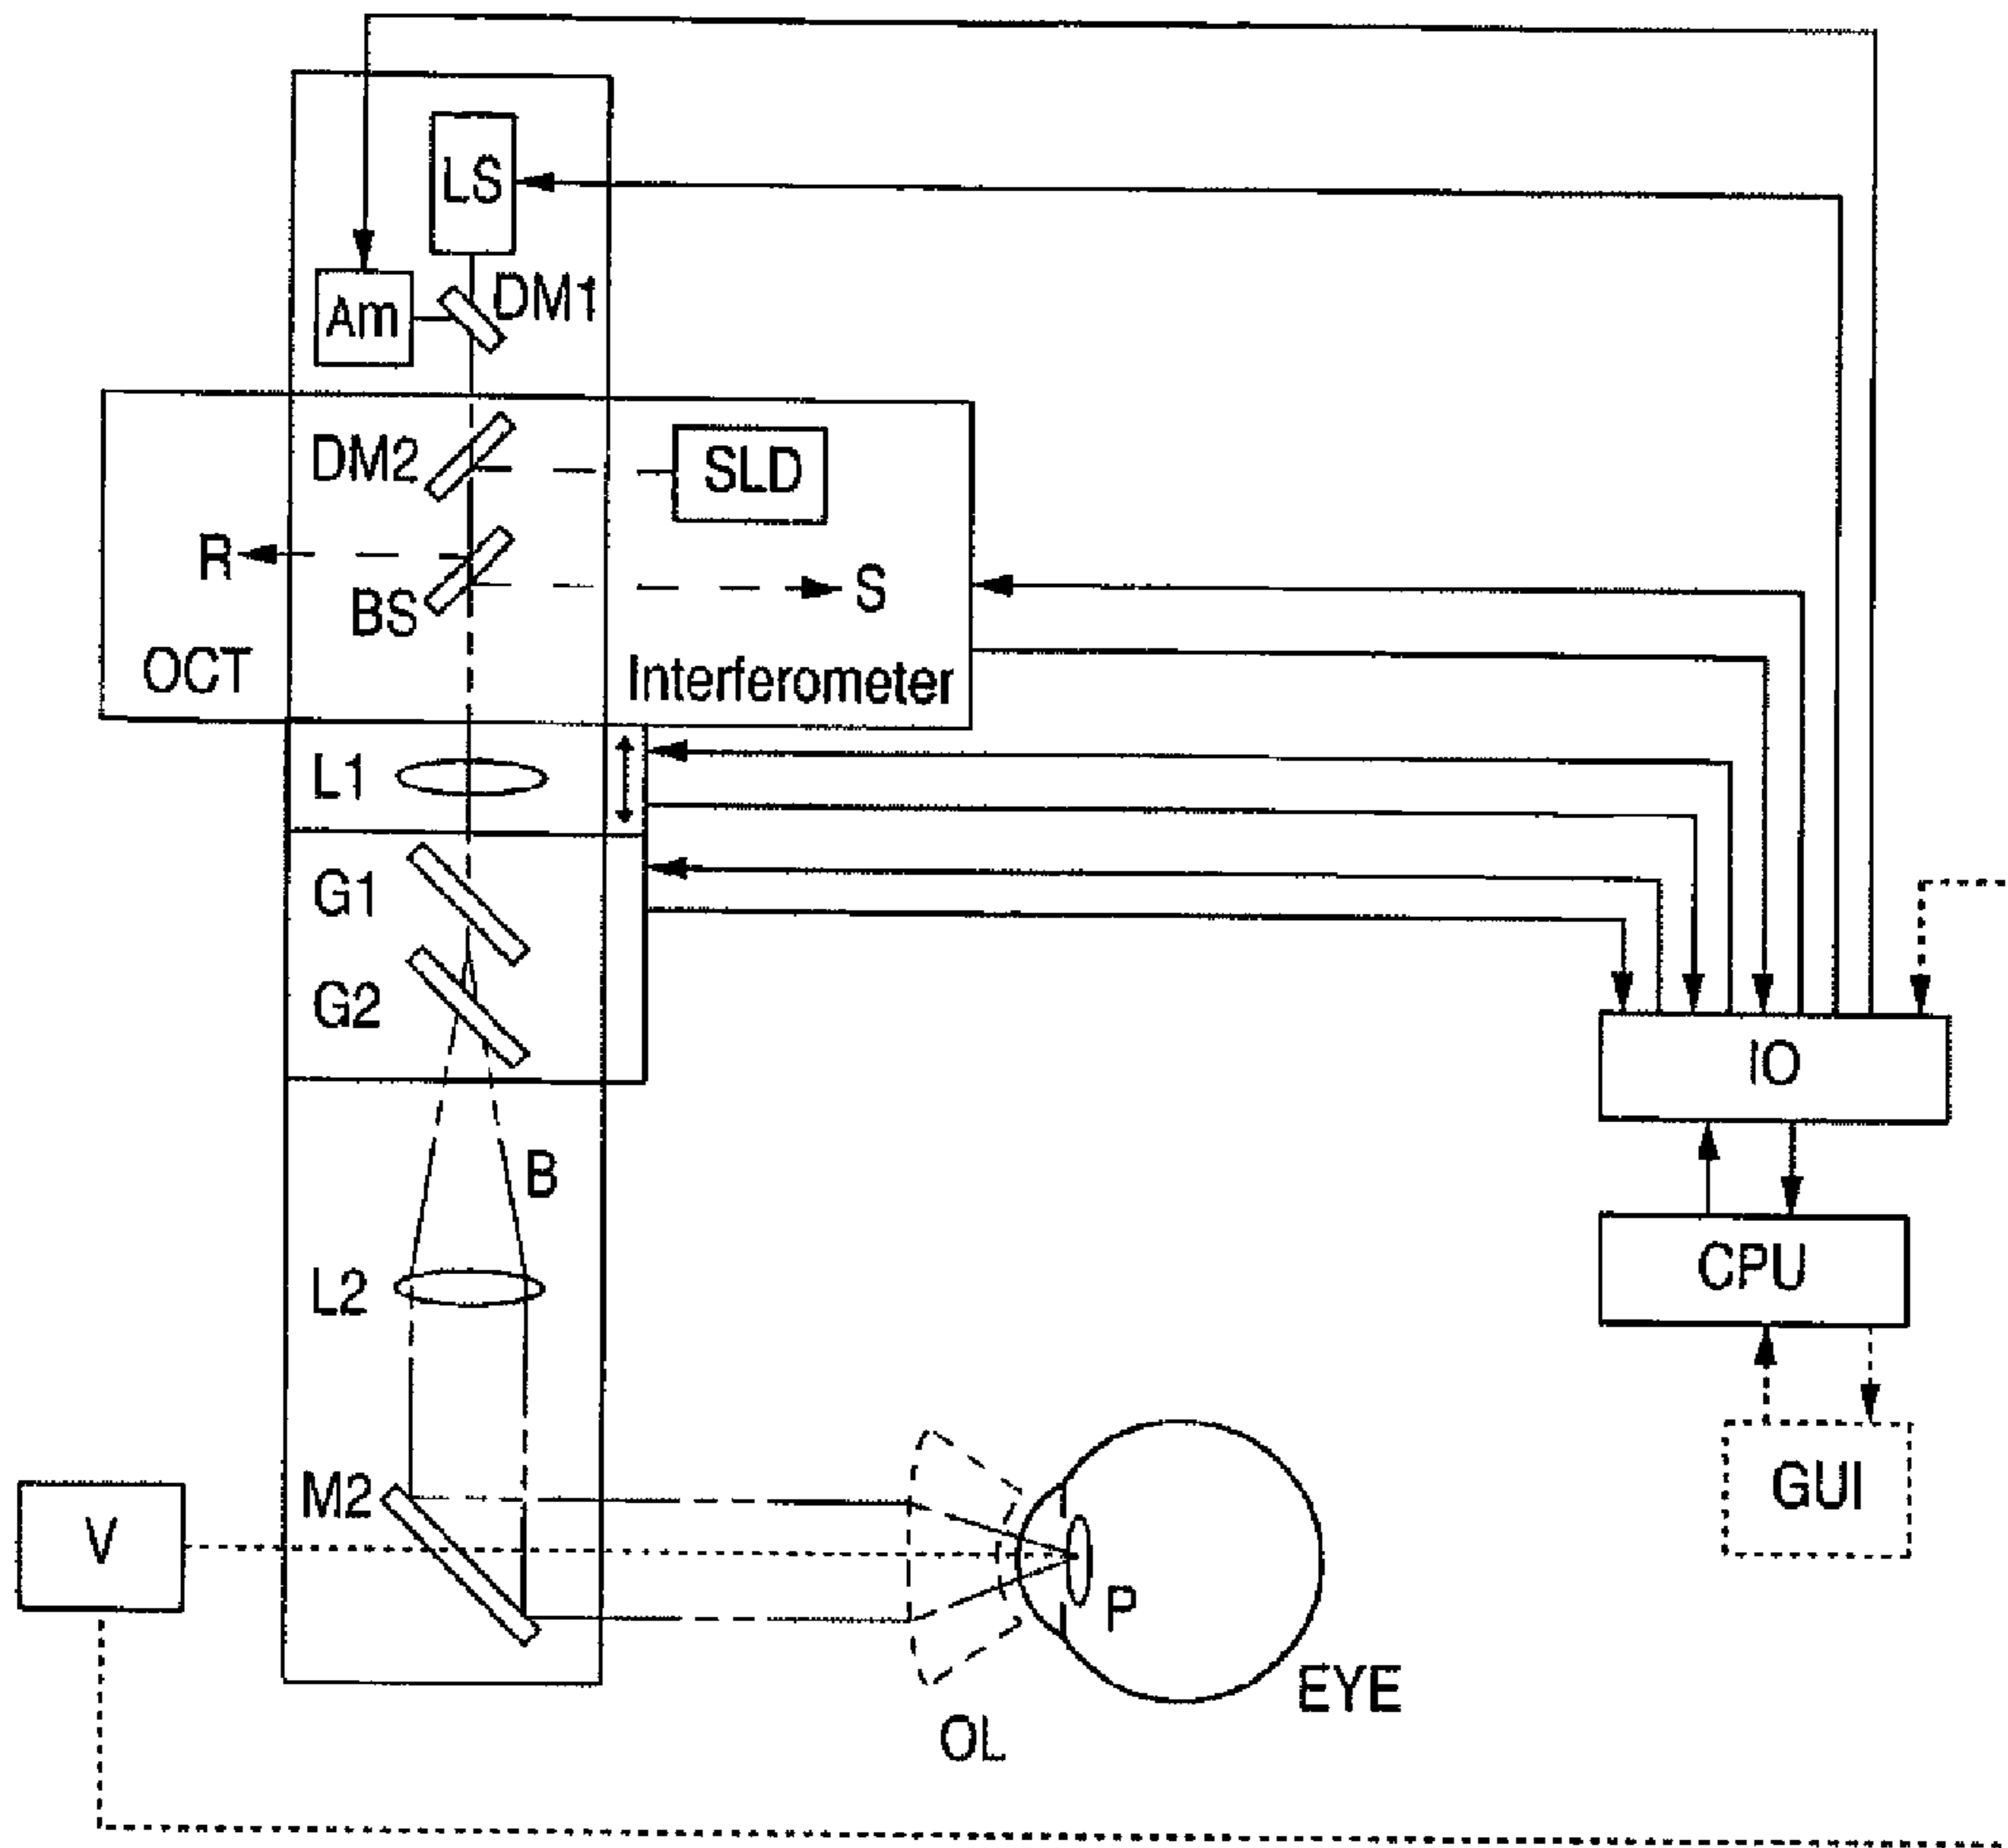 LS
DM1
Am
DM2
SLD
R
S
BS
OCT
Interferometer
L1
G1
G2
IO
B
CPU
L2
M2
GUI
V
P
EYE
OL